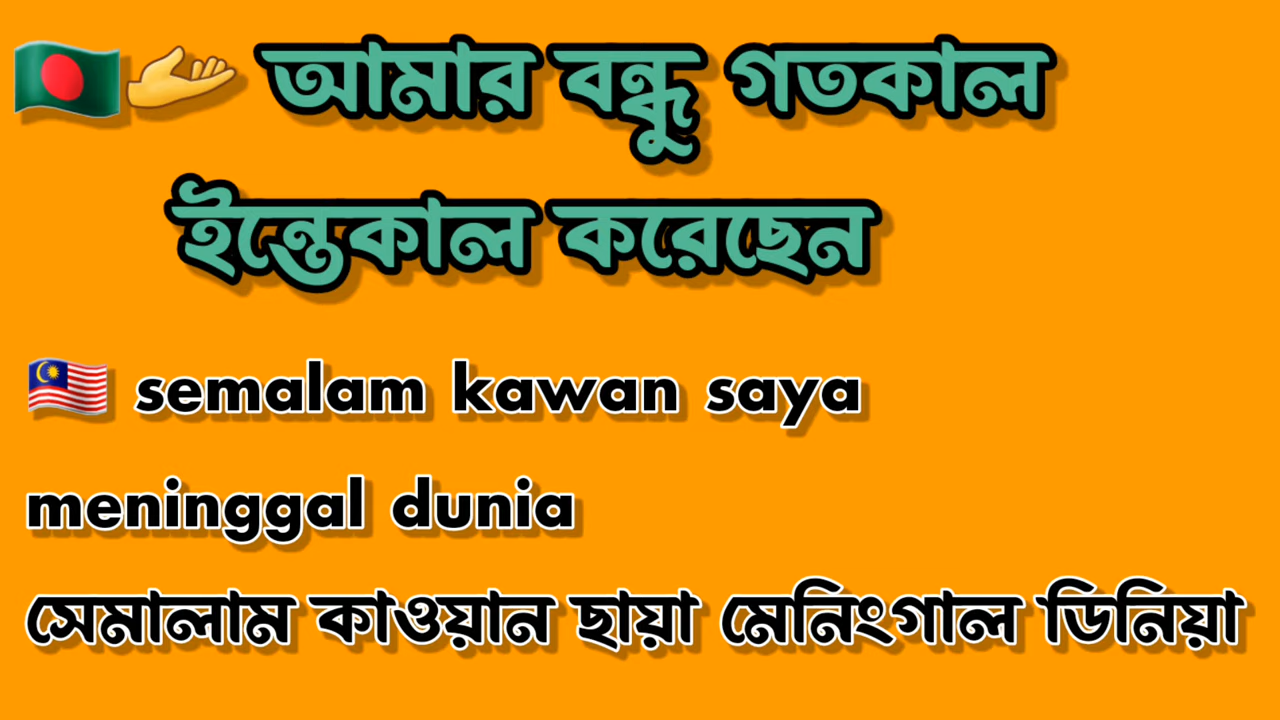 🇧🇩🫴 আমার বন্ধু গতকাল
ইন্তেকাল করেছেন
🇲🇾 semalam kawan saya
meninggal dunia
সেমালাম কাওয়ান ছায়া মেনিংগাল ডিনিয়া